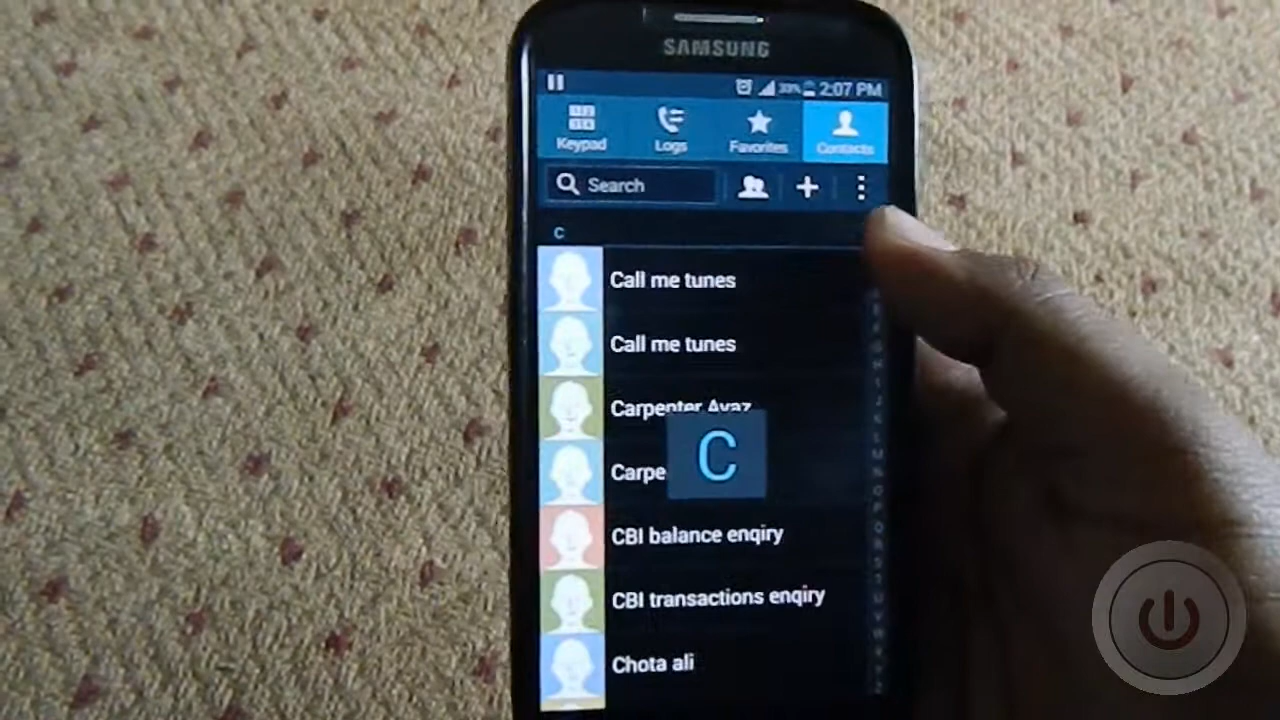 SAMSUNG
33% 2:07 PM
Keypad Logs Favorites Contacts
Search
C
Call me tunes
Call me tunes
Carpenter Ayaz
C
Carpe
CBI balance enqiry
CBI transactions enqiry
Chota ali